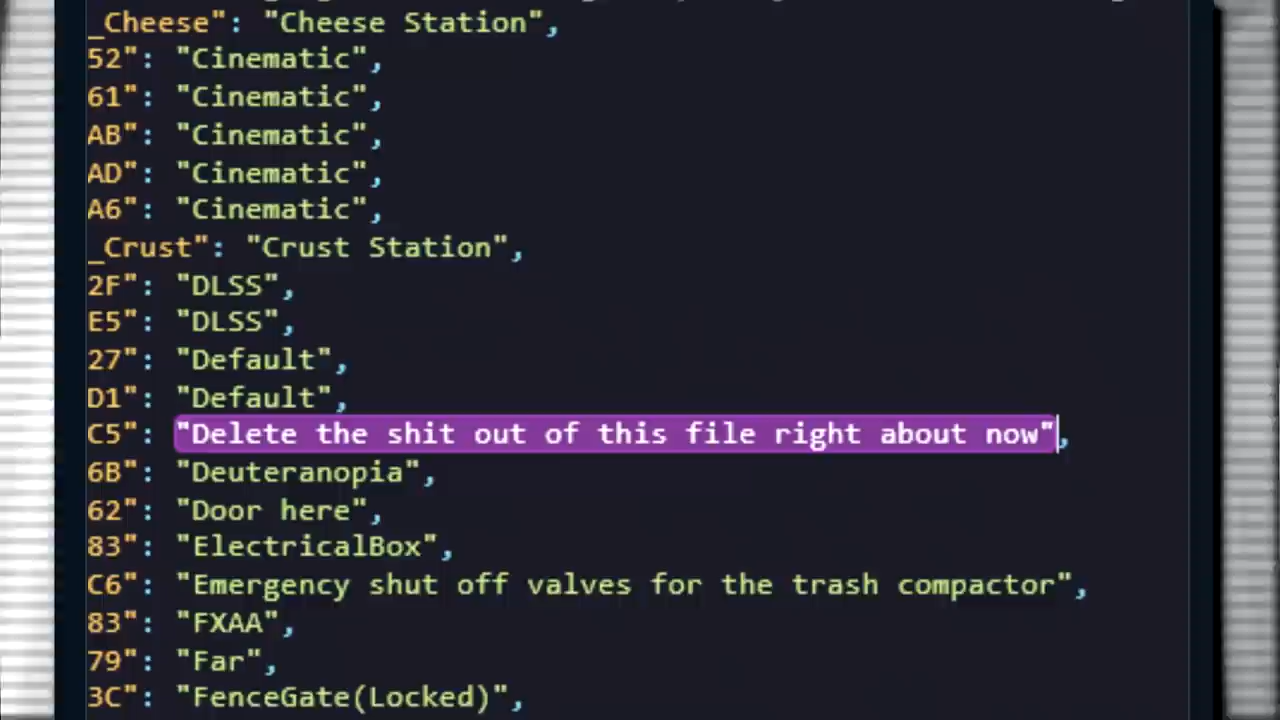 _Cheese": "Cheese Station",
52": "Cinematic",
61": "Cinematic",
AB": "Cinematic",
AD": "Cinematic",
A6": "Cinematic",
_Crust": "Crust Station",
2F": "DLSS",
E5": "DLSS",
27": "Default",
D1": "Default",
C5": "Delete the shit out of this file right about now",
6B": "Deuteranopia",
62": "Door here",
83": "ElectricalBox",
C6": "Emergency shut off valves for the trash compactor",
83": "FXAA",
79": "Far",
3C": "FenceGate(Locked)",